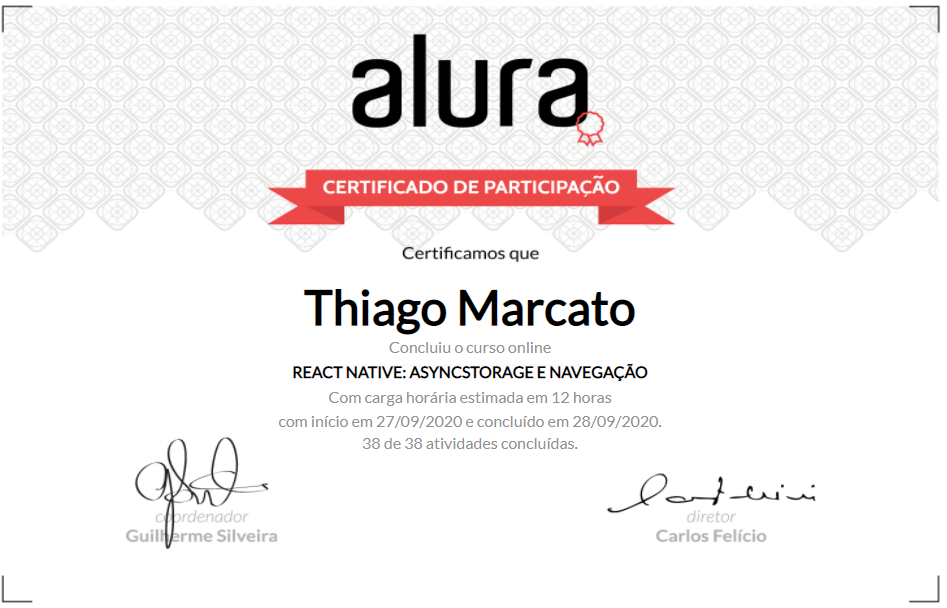 alura
CERTIFICADO DE PARTICIPAÇÃO
Certificamos que
Thiago Marcato
Concluiu o curso online
REACT NATIVE: ASYNCSTORAGE E NAVEGAÇÃO
Com carga horária estimada em 12 horas
com início em 27/09/2020 e concluído em 28/09/2020.
38 de 38 atividades concluídas.
coordenador
Guilherme Silveira
diretor
Carlos Felício